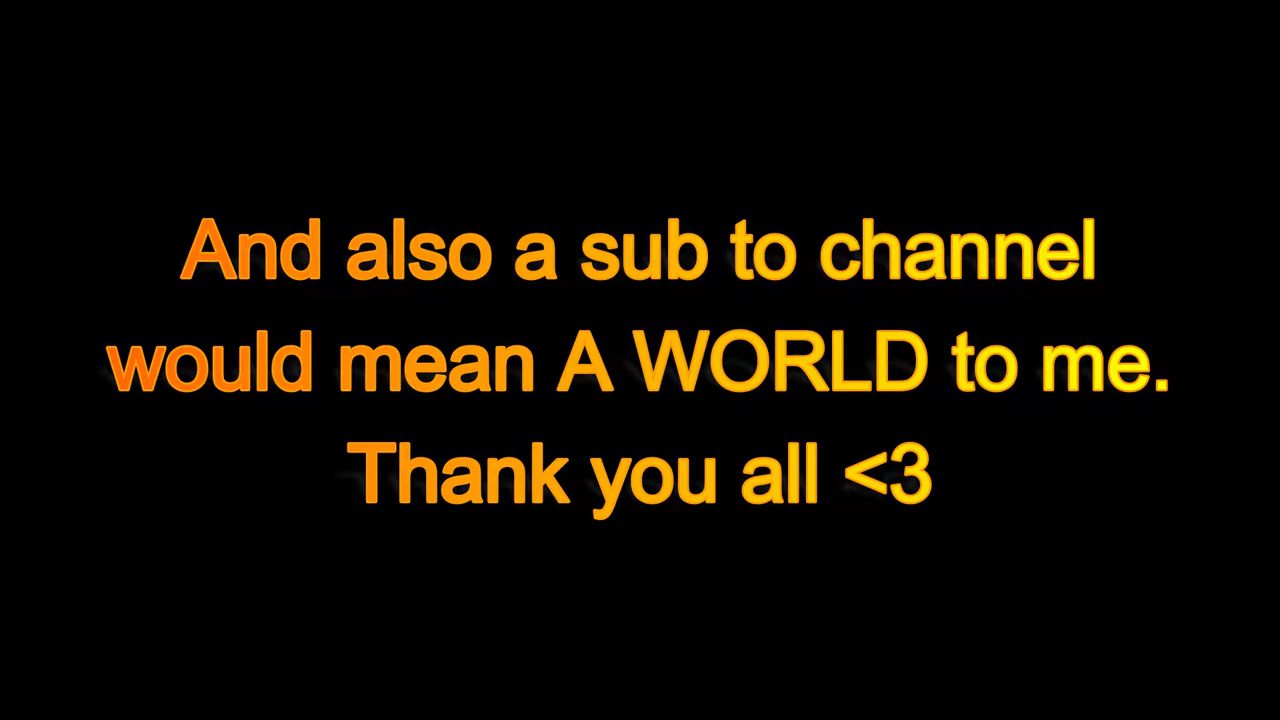 And also a sub to channel
would mean A WORLD to me.
Thank you all <3